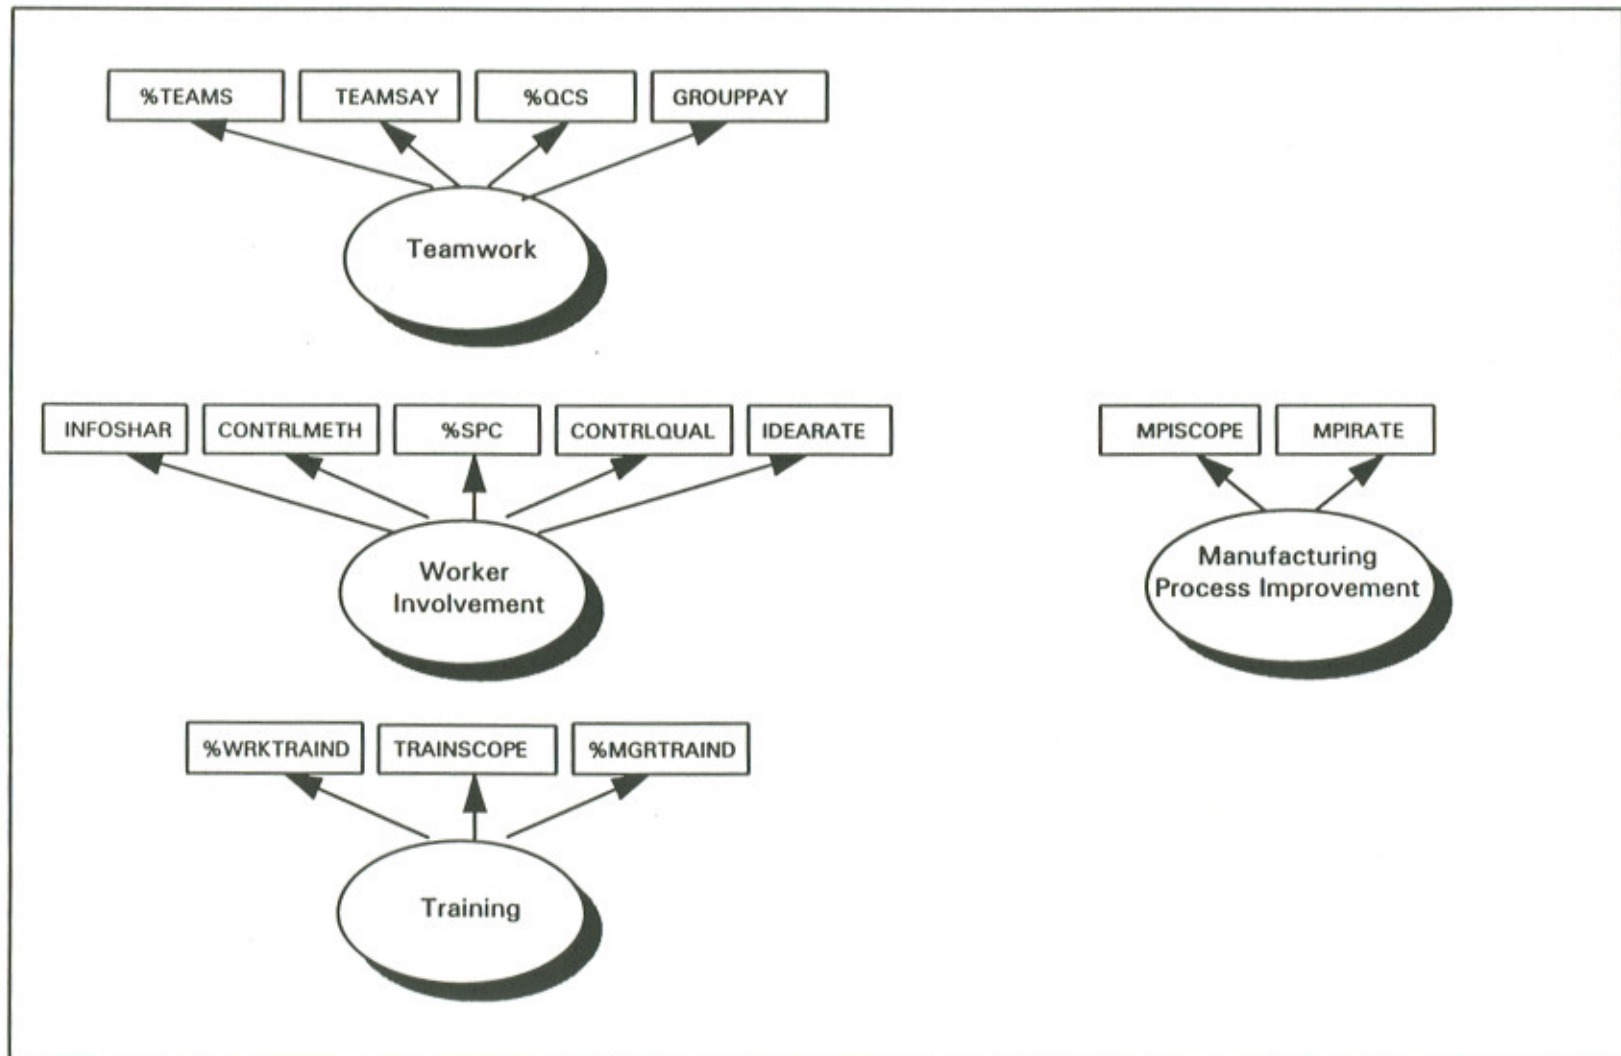 %TEAMS TEAMSAY %QCS GROUPPAY
Teamwork
INFOSHAR CONTRLMETH %SPC CONTRLQUAL IDEARATE
MPISCOPE MPIRATE
Worker
Involvement
Manufacturing
Process Improvement
%WRKTRAIND TRAINSCOPE %MGRTRAIND
Training